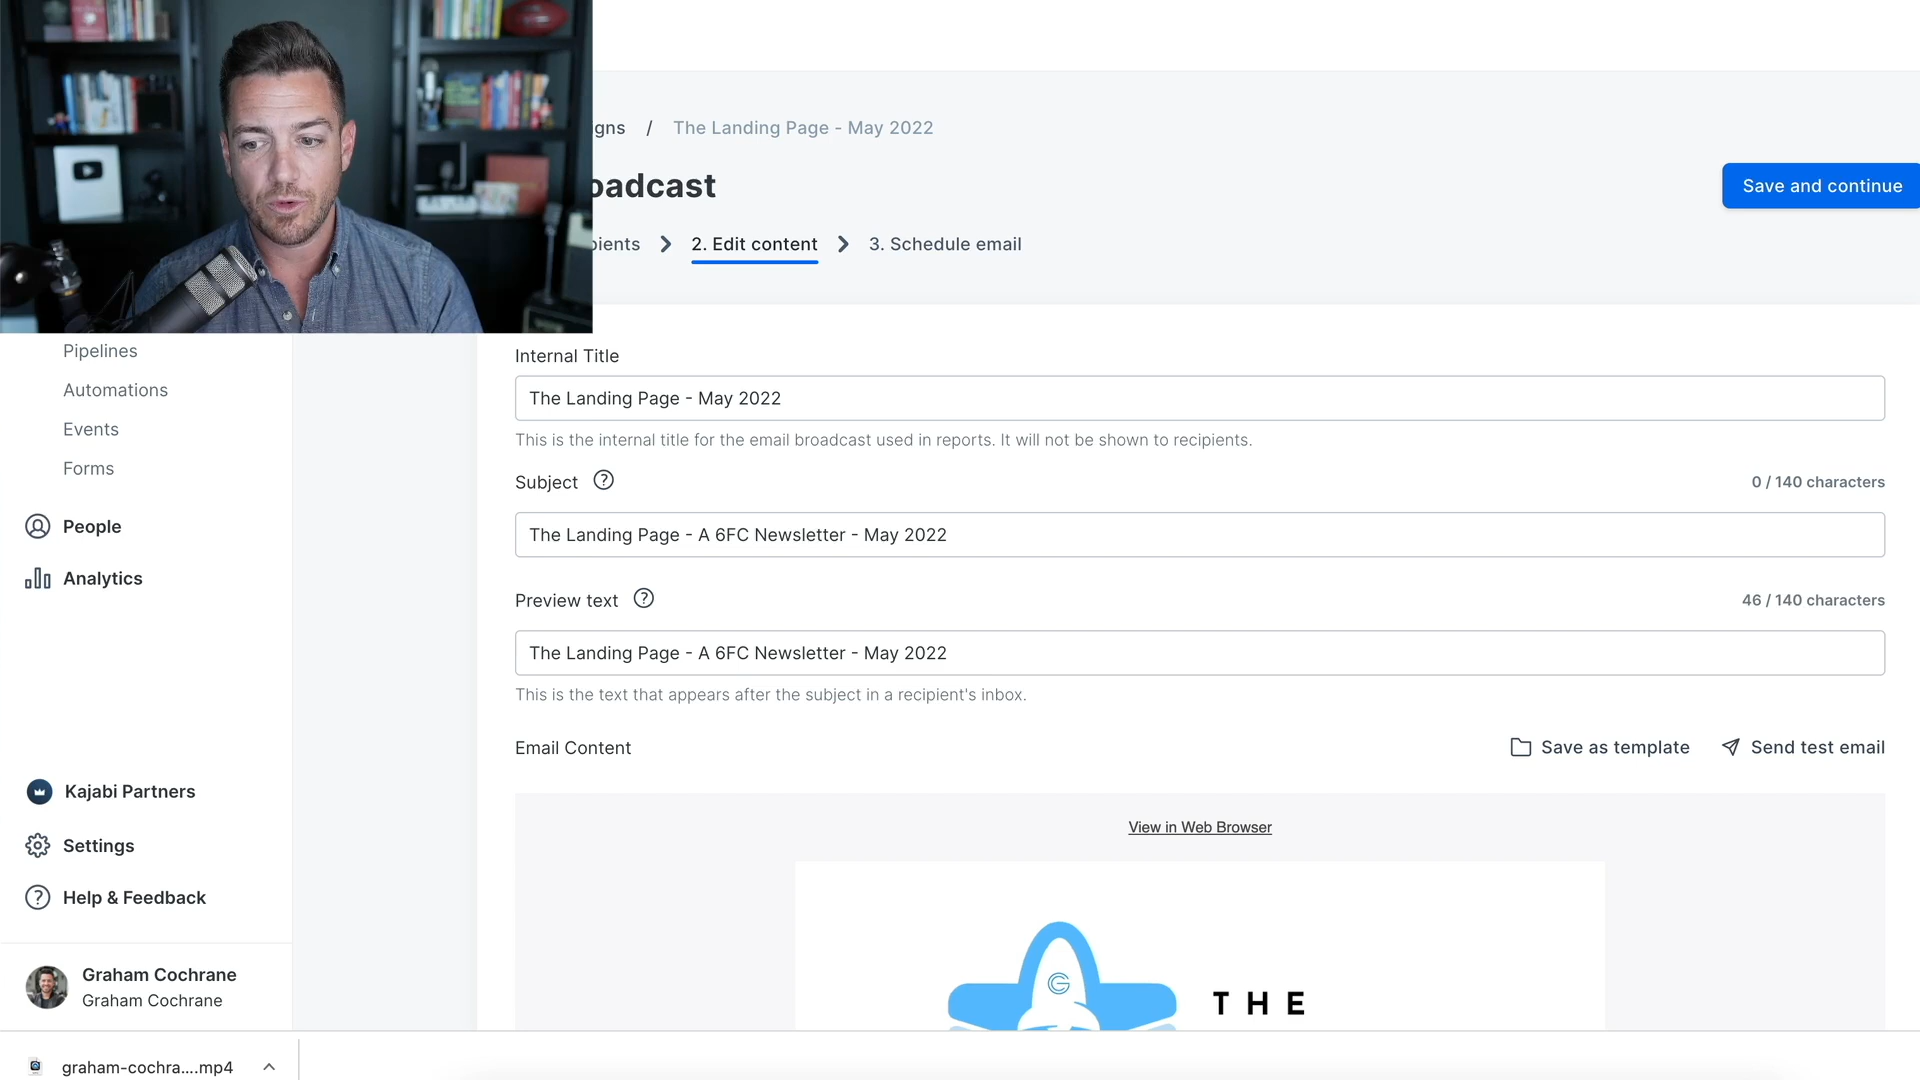 gns / The Landing Page - May 2022
oadcast
Save and continue
pients > 2. Edit content > 3. Schedule email
Pipelines
Automations
Events
Forms
People
Analytics
Kajabi Partners
Settings
Help & Feedback
Graham Cochrane
Graham Cochrane
Internal Title
The Landing Page - May 2022
This is the internal title for the email broadcast used in reports. It will not be shown to recipients.
Subject ? 0 / 140 characters
The Landing Page - A 6FC Newsletter - May 2022
Preview text ? 46 / 140 characters
The Landing Page - A 6FC Newsletter - May 2022
This is the text that appears after the subject in a recipient's inbox.
Email Content Save as template Send test email
View in Web Browser
G
THE
graham-cochra....mp4